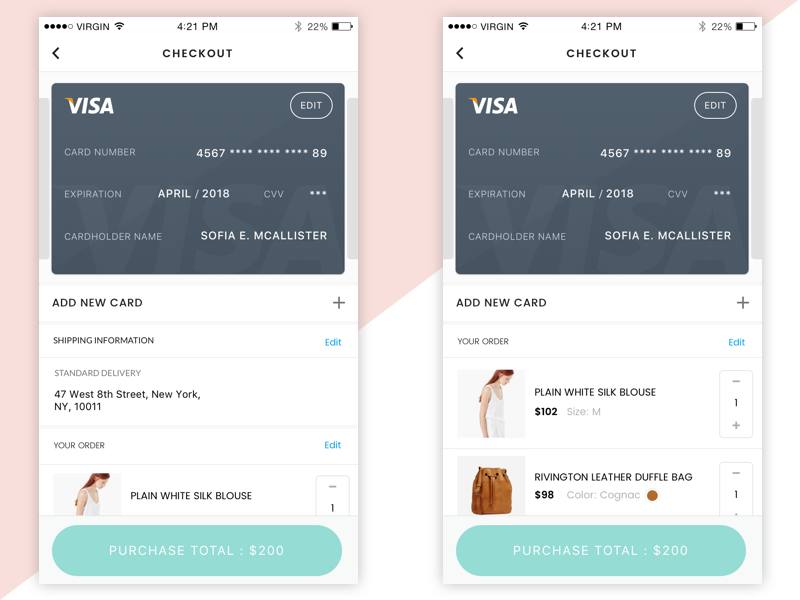 VIRGIN 4:21 PM 22%
CHECKOUT
VISA EDIT
CARD NUMBER 4567 **** **** **** 89
EXPIRATION APRIL / 2018 CVV ***
CARDHOLDER NAME SOFIA E. MCALLISTER
ADD NEW CARD +
SHIPPING INFORMATION Edit
STANDARD DELIVERY
47 West 8th Street, New York,
NY, 10011
YOUR ORDER Edit
PLAIN WHITE SILK BLOUSE
− 
1
PURCHASE TOTAL : $200
VIRGIN 4:21 PM 22%
CHECKOUT
VISA EDIT
CARD NUMBER 4567 **** **** **** 89
EXPIRATION APRIL / 2018 CVV ***
CARDHOLDER NAME SOFIA E. MCALLISTER
ADD NEW CARD +
YOUR ORDER Edit
PLAIN WHITE SILK BLOUSE
$102 Size: M
−
1
+
RIVINGTON LEATHER DUFFLE BAG
$98 Color: Cognac
−
1
PURCHASE TOTAL : $200